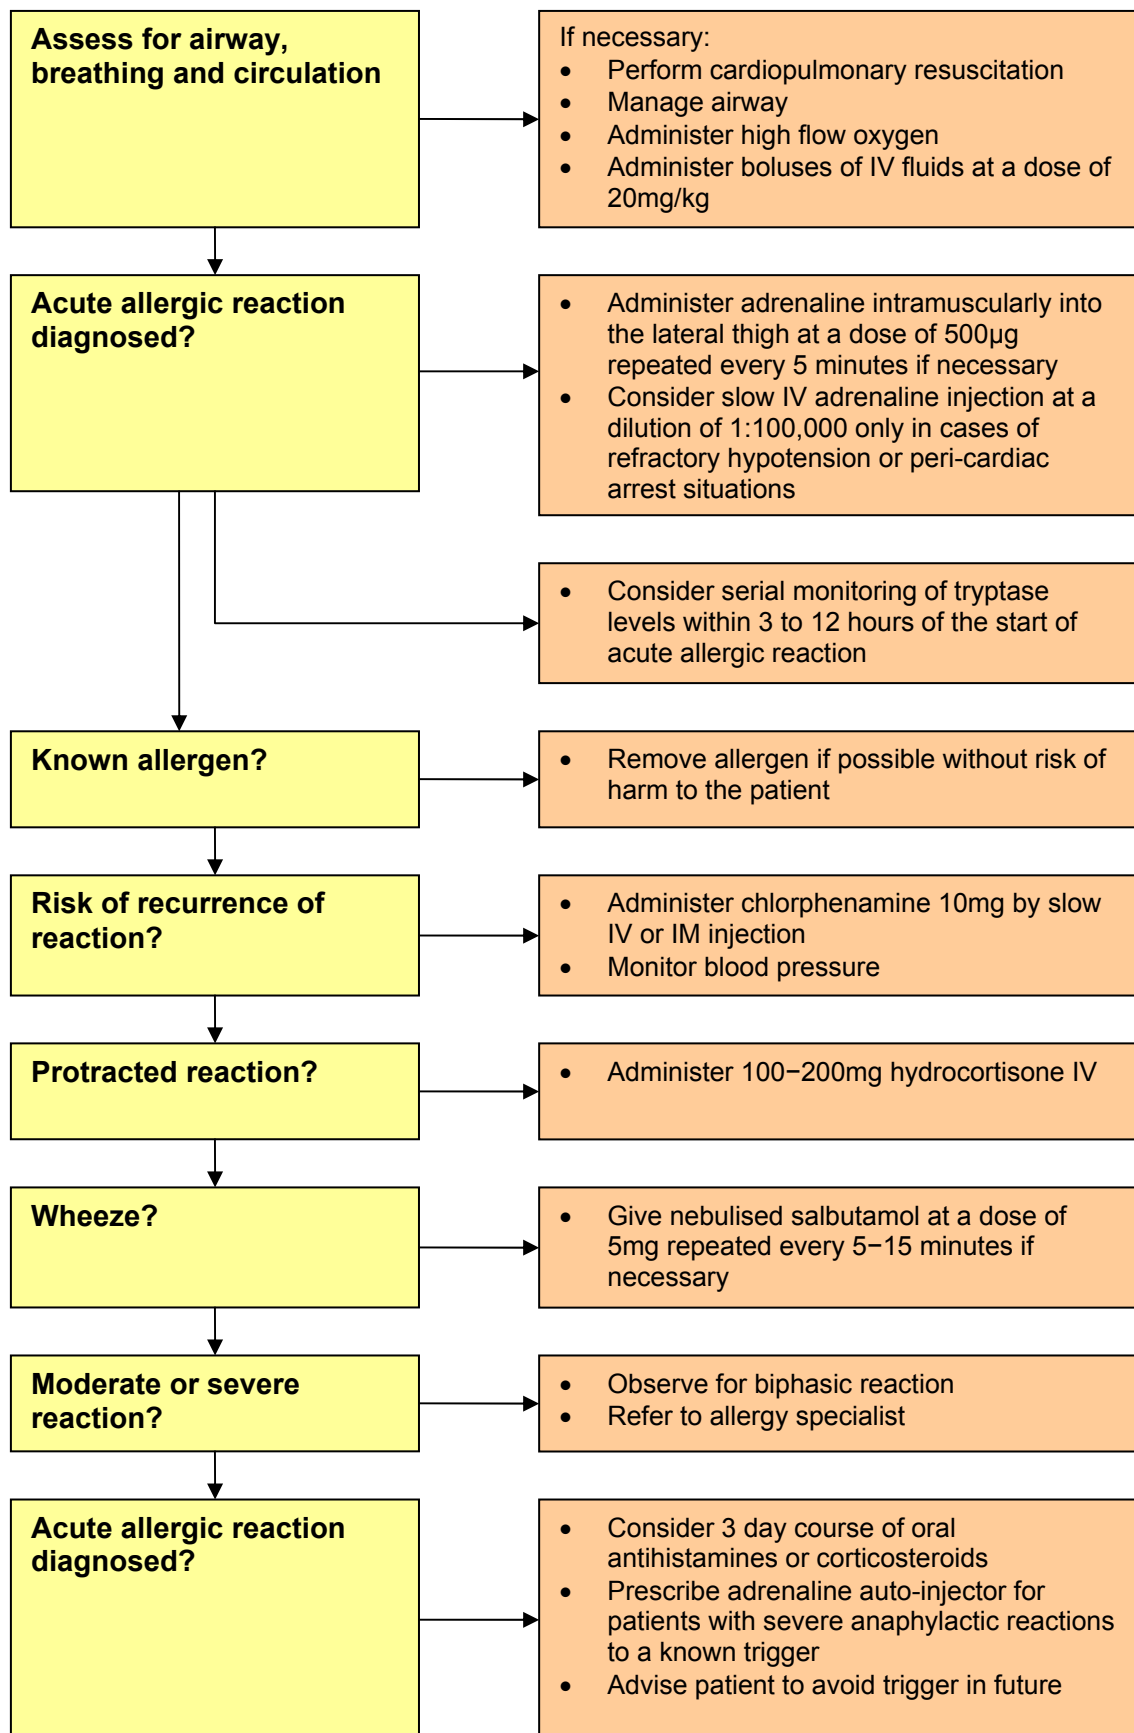 Assess for airway,
breathing and circulation
If necessary:
• Perform cardiopulmonary resuscitation
• Manage airway
• Administer high flow oxygen
• Administer boluses of IV fluids at a dose of
20mg/kg
Acute allergic reaction
diagnosed?
• Administer adrenaline intramuscularly into
the lateral thigh at a dose of 500µg
repeated every 5 minutes if necessary
• Consider slow IV adrenaline injection at a
dilution of 1:100,000 only in cases of
refractory hypotension or peri-cardiac
arrest situations
• Consider serial monitoring of tryptase
levels within 3 to 12 hours of the start of
acute allergic reaction
Known allergen?
• Remove allergen if possible without risk of
harm to the patient
Risk of recurrence of
reaction?
• Administer chlorphenamine 10mg by slow
IV or IM injection
• Monitor blood pressure
Protracted reaction?
• Administer 100−200mg hydrocortisone IV
Wheeze?
• Give nebulised salbutamol at a dose of
5mg repeated every 5−15 minutes if
necessary
Moderate or severe
reaction?
• Observe for biphasic reaction
• Refer to allergy specialist
Acute allergic reaction
diagnosed?
• Consider 3 day course of oral
antihistamines or corticosteroids
• Prescribe adrenaline auto-injector for
patients with severe anaphylactic reactions
to a known trigger
• Advise patient to avoid trigger in future